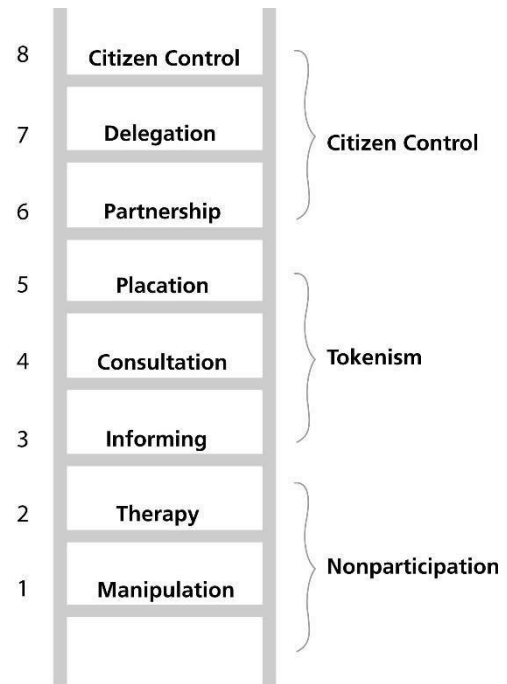 8 Citizen Control
7 Delegation
Citizen Control
6 Partnership
5 Placation
4 Consultation
Tokenism
3 Informing
2 Therapy
Nonparticipation
1 Manipulation